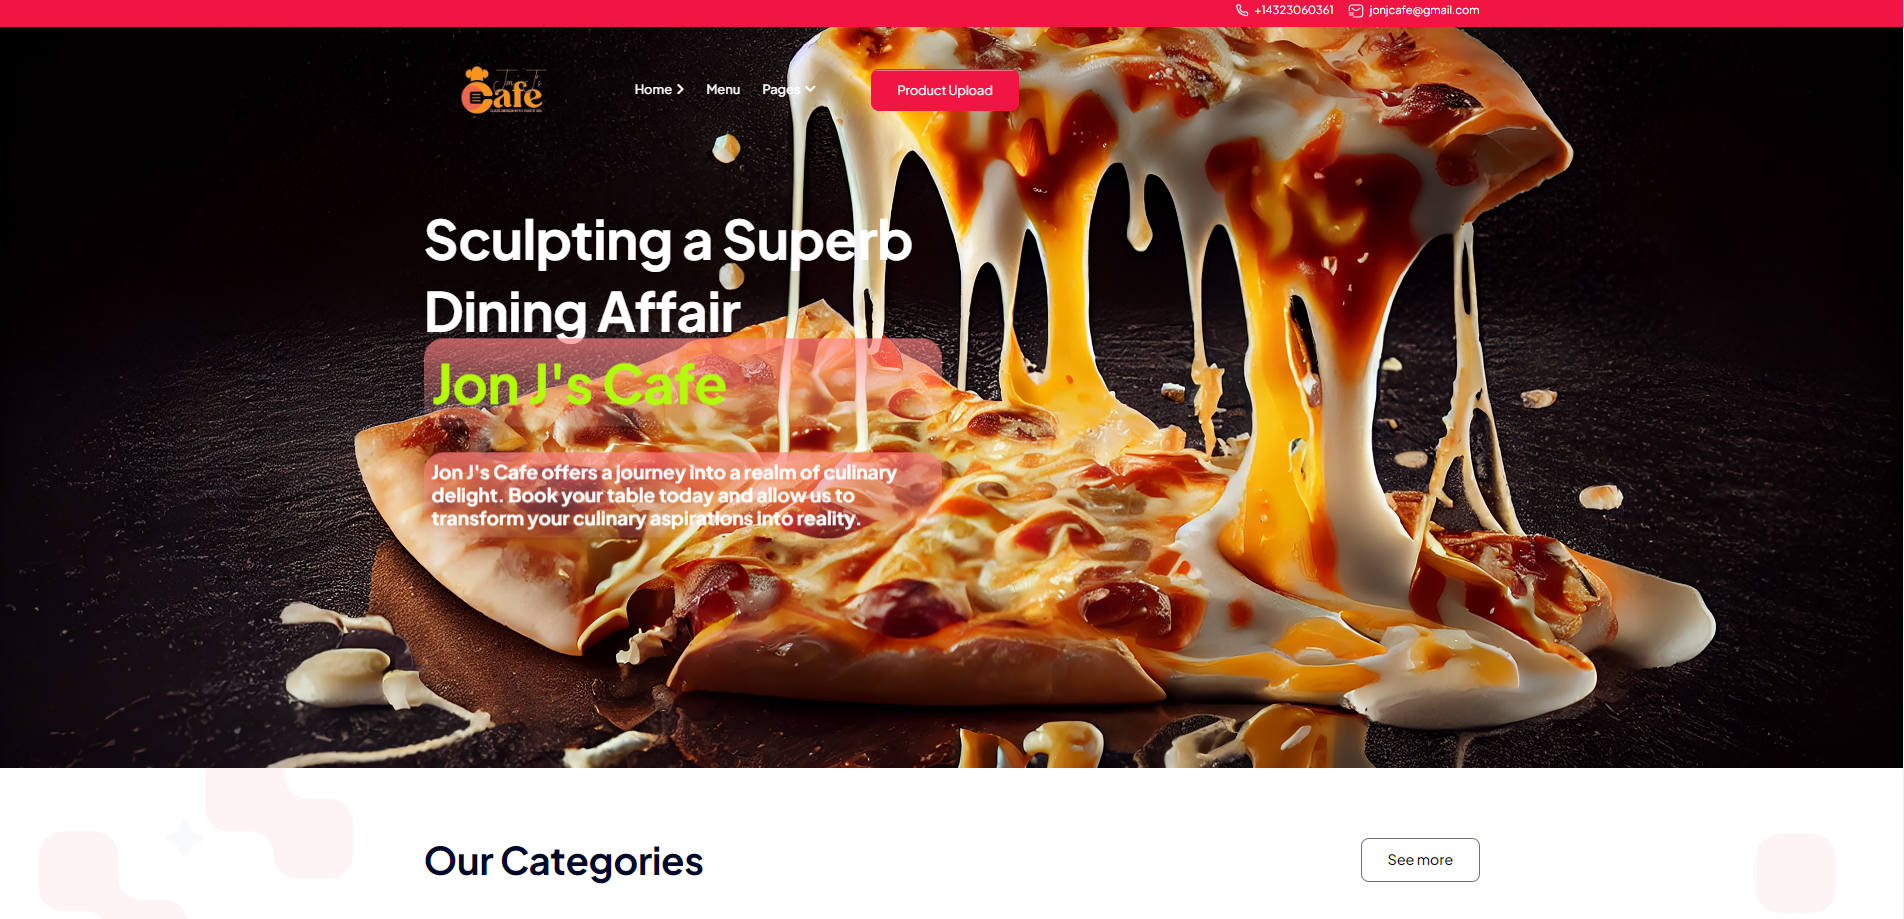 +14323060361 jonjcafe@gmail.com
Cafe
Home Menu Pages Product Upload
Sculpting a Superb
Dining Affair
Jon J's Cafe
Jon J's Cafe offers a journey into a realm of culinary
delight. Book your table today and allow us to
transform your culinary aspirations into reality.
Our Categories
See more